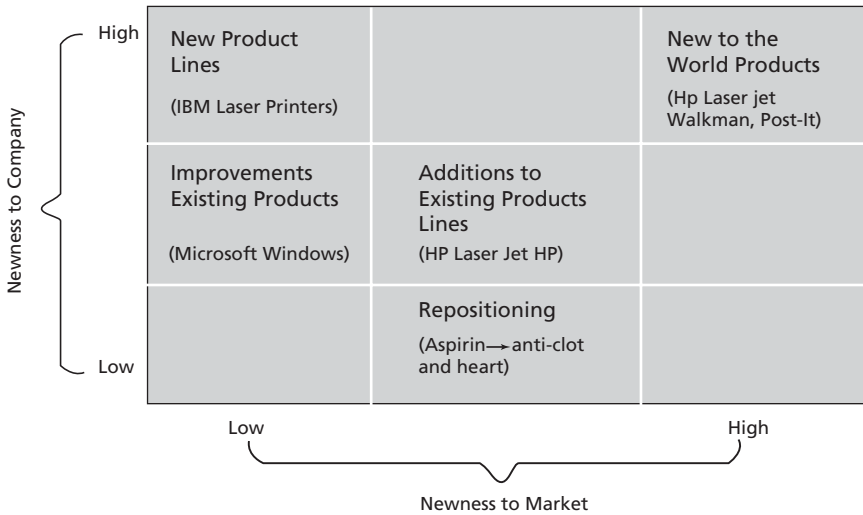 High
New Product
Lines
(IBM Laser Printers)
New to the
World Products
(Hp Laser jet
Walkman, Post-It)
Newness to Company
Improvements
Existing Products
(Microsoft Windows)
Additions to
Existing Products
Lines
(HP Laser Jet HP)
Repositioning
(Aspirin→anti-clot
and heart)
Low
Low
High
Newness to Market